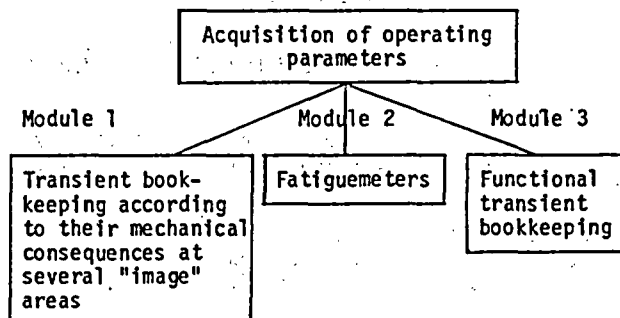 Acquisition of operating
parameters
Module 1 Module 2 Module 3
Transient book-
keeping according
to their mechanical
consequences at
several "image"
areas
Fatiguemeters
Functional
transient
bookkeeping